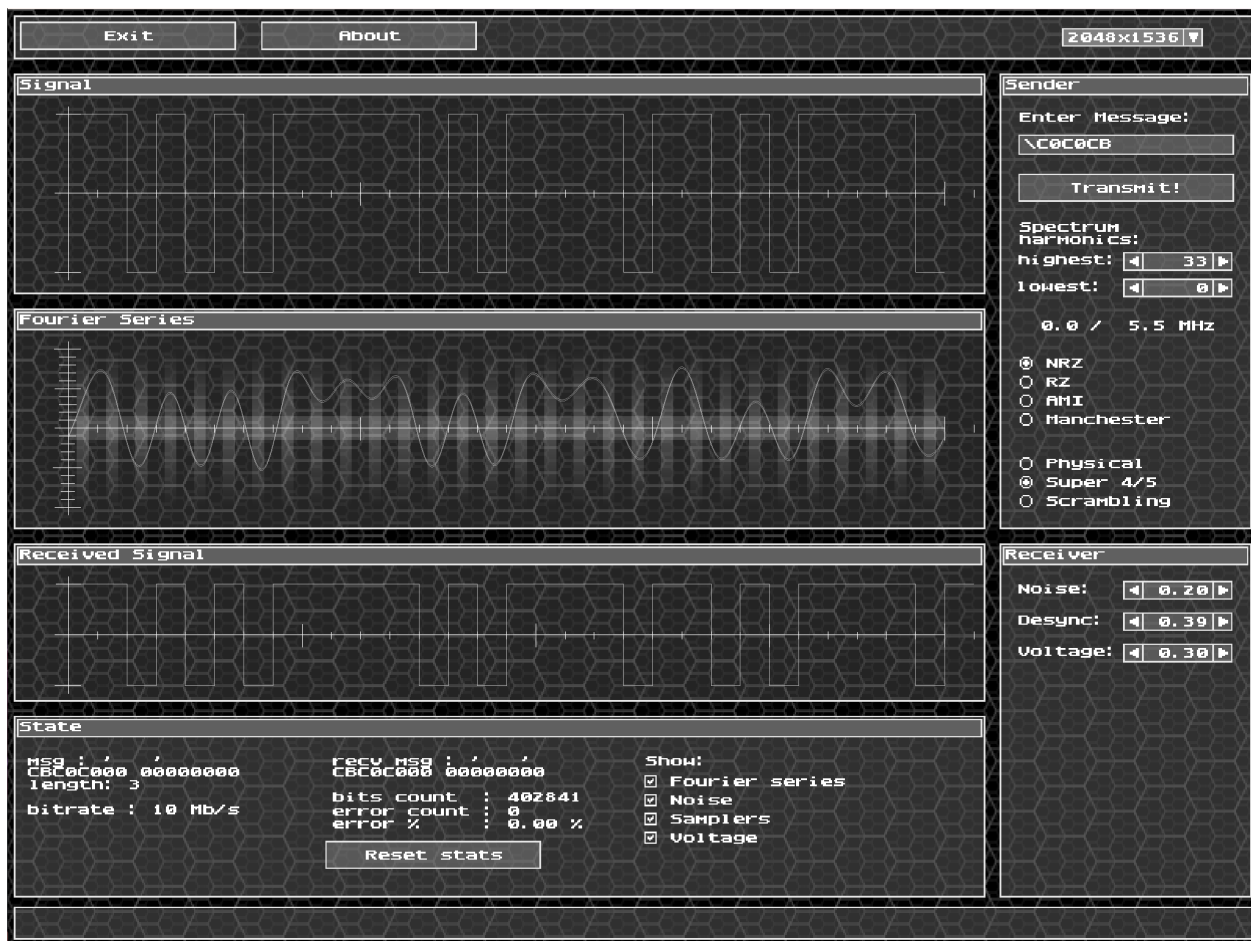 Exit About 2048x1536
Signal
Sender
Enter Message:
\C0C0CB
Transmit!
Spectrum
harmonics:
highest: 33
lowest: 0
0.0 / 5.5 MHz
NRZ
RZ
AMI
Manchester
Physical
Super 4/5
Scrambling
Fourier Series
Received Signal
Receiver
Noise: 0.20
Desync: 0.39
Voltage: 0.30
State
msg : ' ' '
CBC0C000 00000000
length: 3
bitrate : 10 Mb/s
recv msg : ' ' '
CBC0C000 00000000
bits count : 402841
error count : 0
error % : 0.00 %
Reset stats
Show:
Fourier series
Noise
Samplers
Voltage